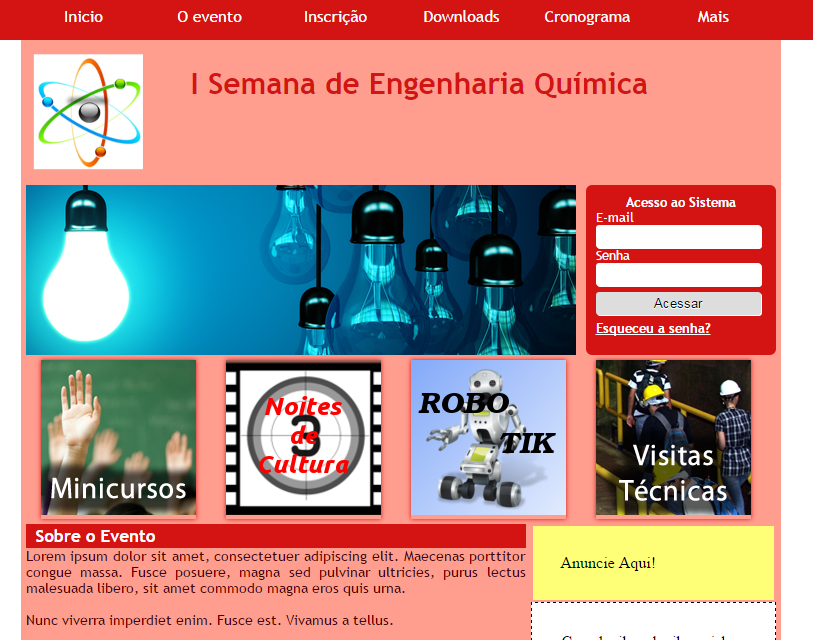 Inicio
O evento
Inscrição
Downloads
Cronograma
Mais
I Semana de Engenharia Química
Acesso ao Sistema
E-mail
Senha
Acessar
Esqueceu a senha?
Minicursos
3
Noites
de
Cultura
ROBO
TIK
Visitas
Técnicas
Sobre o Evento
Lorem ipsum dolor sit amet, consectetuer adipiscing elit. Maecenas porttitor
congue massa. Fusce posuere, magna sed pulvinar ultricies, purus lectus
malesuada libero, sit amet commodo magna eros quis urna.
Nunc viverra imperdiet enim. Fusce est. Vivamus a tellus.
Anuncie Aqui!